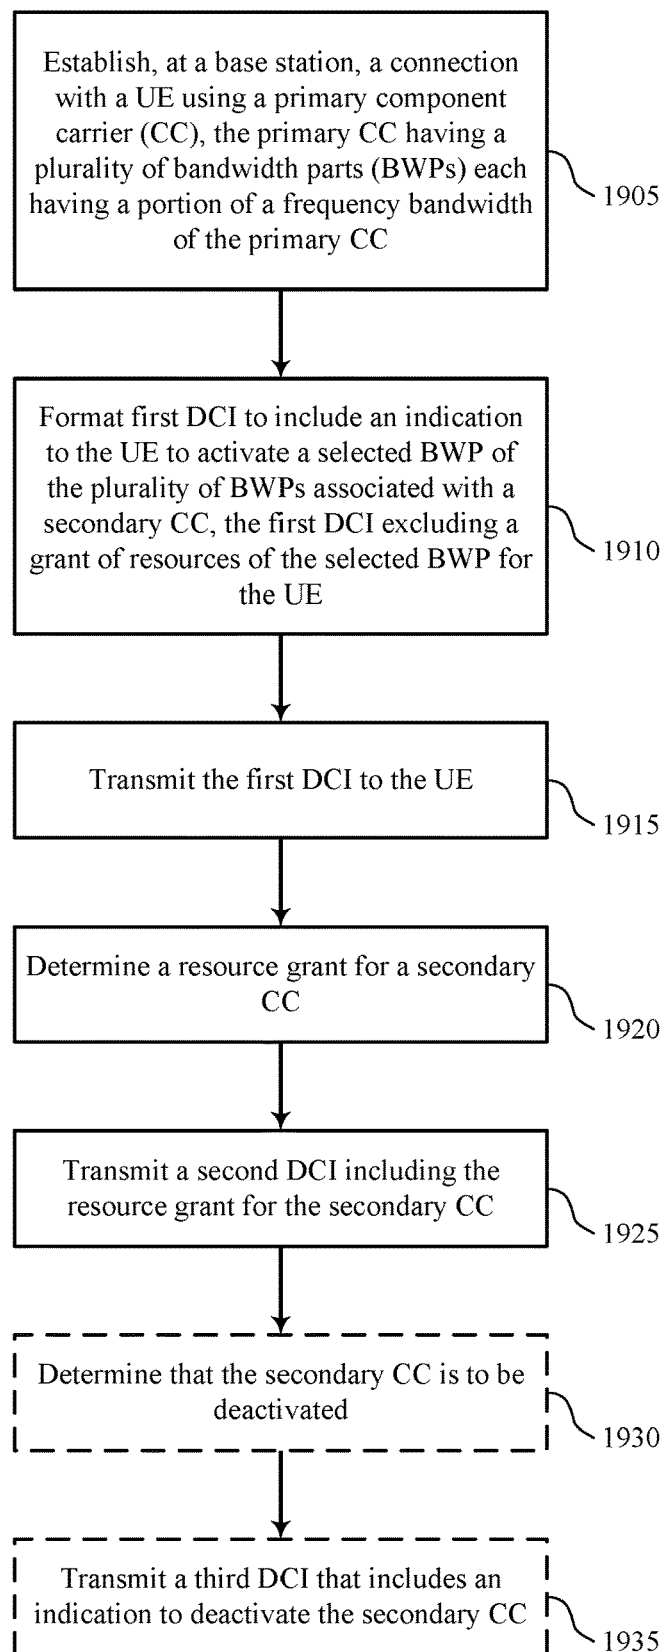 Establish, at a base station, a connection
with a UE using a primary component
carrier (CC), the primary CC having a
plurality of bandwidth parts (BWPs) each
having a portion of a frequency bandwidth
of the primary CC
1905
Format first DCI to include an indication
to the UE to activate a selected BWP of
the plurality of BWPs associated with a
secondary CC, the first DCI excluding a
grant of resources of the selected BWP for
the UE
1910
Transmit the first DCI to the UE
1915
Determine a resource grant for a secondary
CC
1920
Transmit a second DCI including the
resource grant for the secondary CC
1925
Determine that the secondary CC is to be
deactivated
1930
Transmit a third DCI that includes an
indication to deactivate the secondary CC
1935